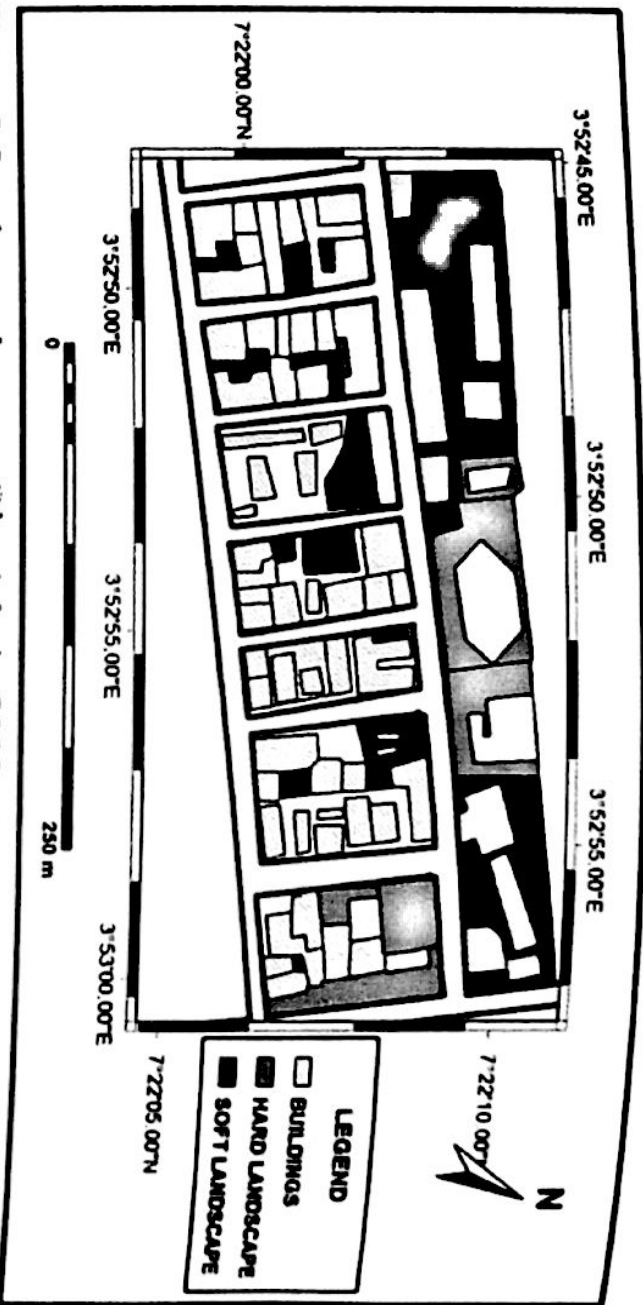 3°52'45.00"E
3°52'50.00"E
3°52'55.00"E
7°22'00.00"N
7°22'10.00"
N
3°52'50.00"E
3°52'55.00"E
3°53'00.00"E
7°22'05.00"N
0
250 m
LEGEND
BUILDINGS
HARD LANDSCAPE
SOFT LANDSCAPE